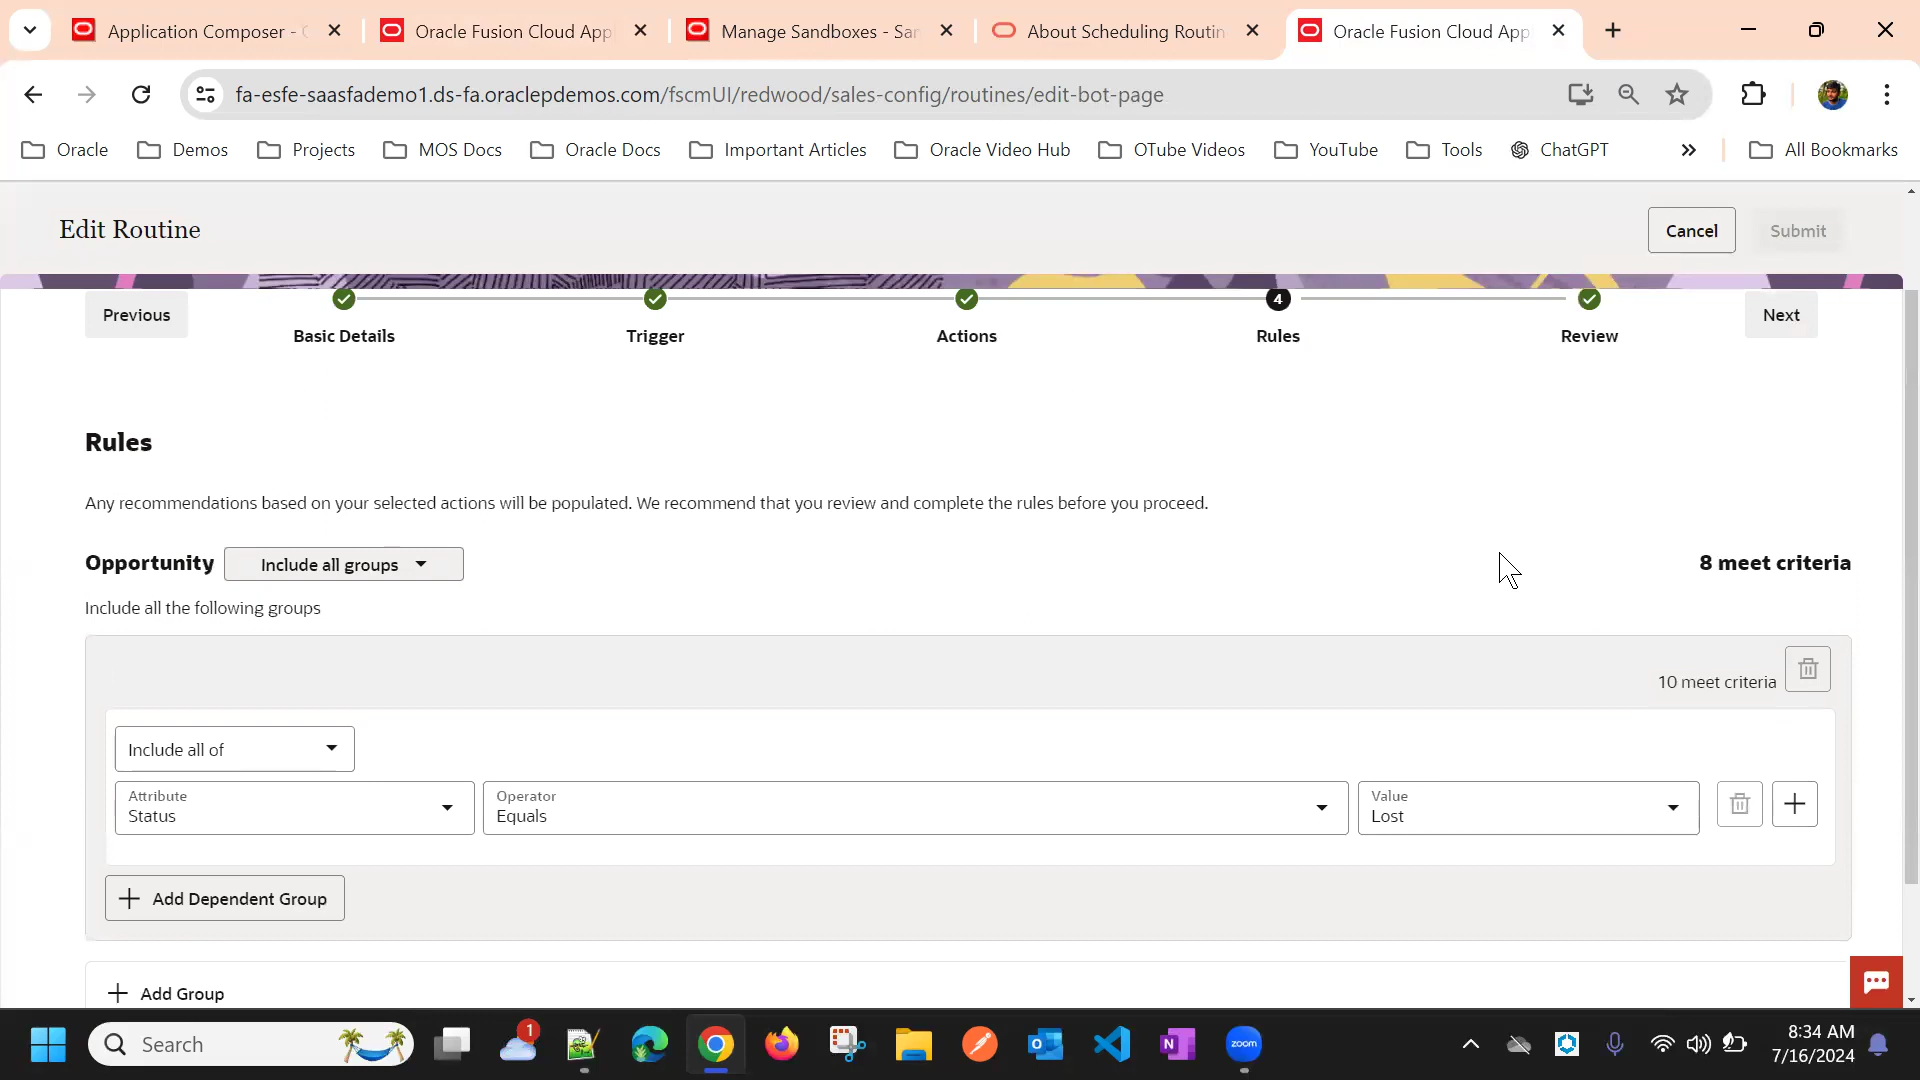 Application Composer -
Oracle Fusion Cloud App
Manage Sandboxes - Sa
About Scheduling Routin
Oracle Fusion Cloud App
fa-esfe-saasfademo1.ds-fa.oraclepdemos.com/fscmUI/redwood/sales-config/routines/edit-bot-page
Oracle
Demos
Projects
MOS Docs
Oracle Docs
Important Articles
Oracle Video Hub
OTube Videos
YouTube
Tools
ChatGPT
»
All Bookmarks
Edit Routine
Cancel
Submit
Previous
Basic Details
Trigger
Actions
4
Rules
Review
Next
Rules
Any recommendations based on your selected actions will be populated. We recommend that you review and complete the rules before you proceed.
Opportunity
Include all groups
8 meet criteria
Include all the following groups
10 meet criteria
Include all of
Attribute
Status
Operator
Equals
Value
Lost
+ Add Dependent Group
+ Add Group
Search
1
zoom
8:34 AM
7/16/2024